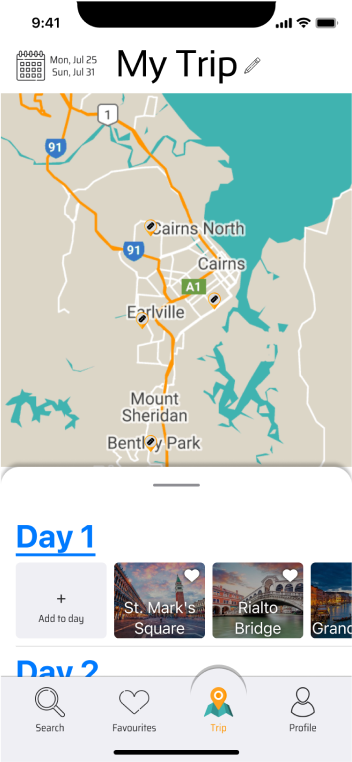 9:41
Mon, Jul 25
Sun, Jul 31
My Trip
1
91
Cairns North
91
Cairns
A1
Earlville
Mount
Sheridan
Bentley Park
Day 1
+
Add to day
St. Mark's
Square
Rialto
Bridge
Grand
Day 2
Search
Favourites
Trip
Profile